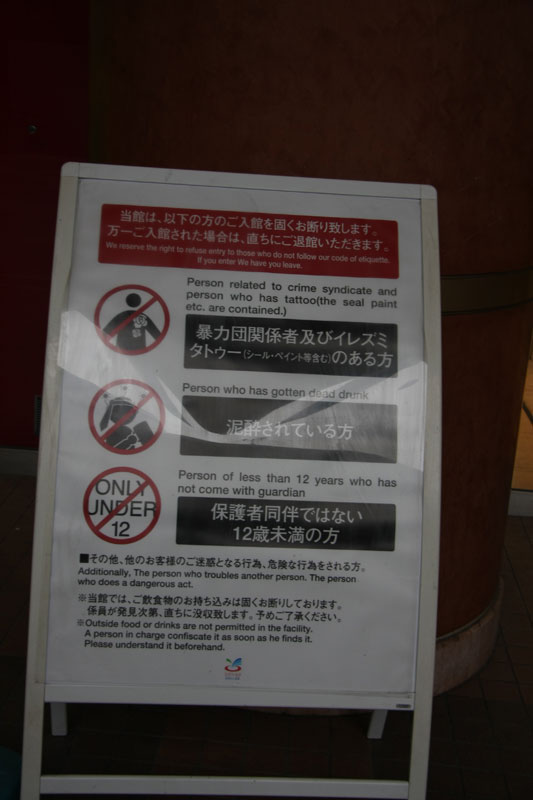 当館は、以下の方のご入館を固くお断り致します。
万一ご入館された場合は、直ちにご退館いただきます。
We reserve the right to refuse entry to those who do not follow our code of etiquette.
If you enter We have you leave.
Person related to crime syndicate and
person who has tattoo(the seal paint
etc. are contained.)
暴力団関係者及びイレズミ
タトゥー(シール・ペイント等含む)のある方
Person who has gotten dead drunk
泥酔されている方
ONLY
UNDER
12
Person of less than 12 years who has
not come with guardian
保護者同伴ではない
12歳未満の方
■その他、他のお客様のご迷惑となる行為、危険な行為をされる方。
Additionally, The person who troubles another person. The person
who does a dangerous act.
※当館では、ご飲食物のお持ち込みは固くお断りしております。
係員が発見次第、直ちに没収致します。予めご了承ください。
※Outside food or drinks are not permitted in the facility.
A person in charge confiscate it as soon as he finds it.
Please understand it beforehand.